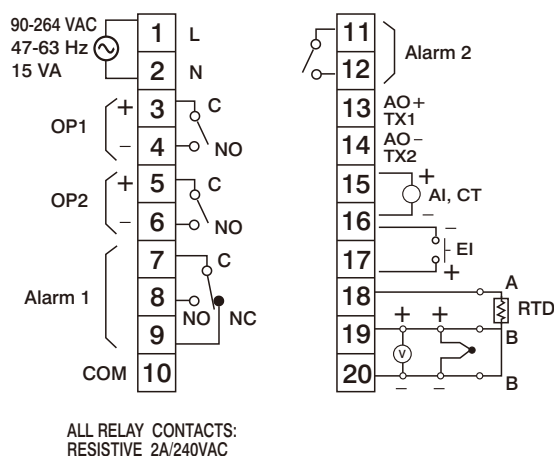 90-264 VAC
47-63 Hz
15 VA
1 L
2 N
OP1 + 3 C
− 4 NO
OP2 + 5 C
− 6 NO
Alarm 1
7 C
8 NO NC
9
COM 10
11
12
Alarm 2
13 AO+
TX1
14 AO−
TX2
15 +
AI, CT
−
16 −
EI
17 +
18 A
RTD
19 + + B
V
20 − − B
ALL RELAY CONTACTS:
RESISTIVE 2A/240VAC